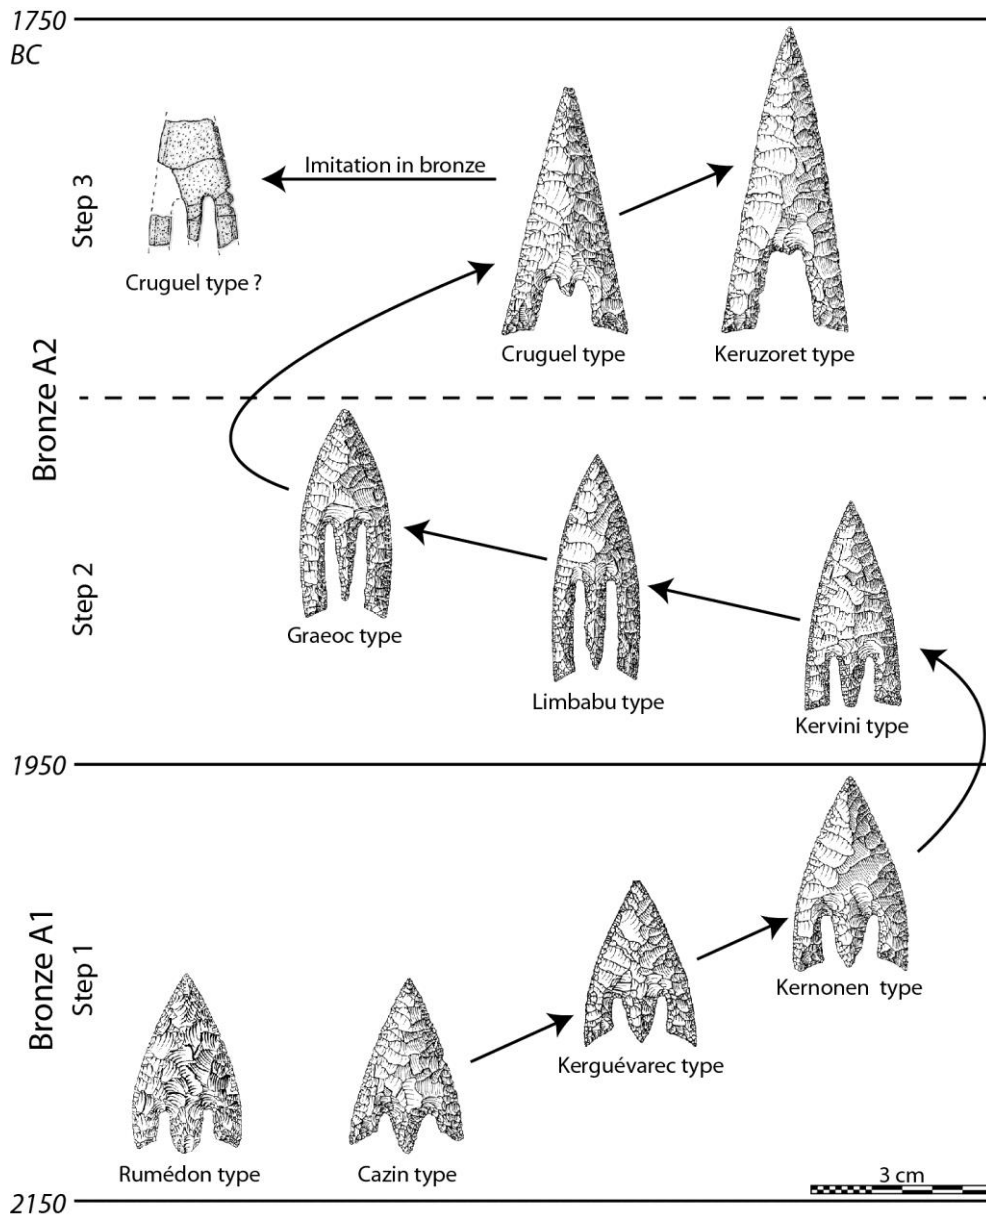 1750
BC
Step 3
Imitation in bronze
Cruguel type ?
Cruguel type
Keruzoret type
Bronze A2
Step 2
Graeoc type
Limbabu type
Kervini type
1950
Bronze A1
Step 1
Kernonen type
Kerguévarec type
Rumédon type
Cazin type
3 cm
2150